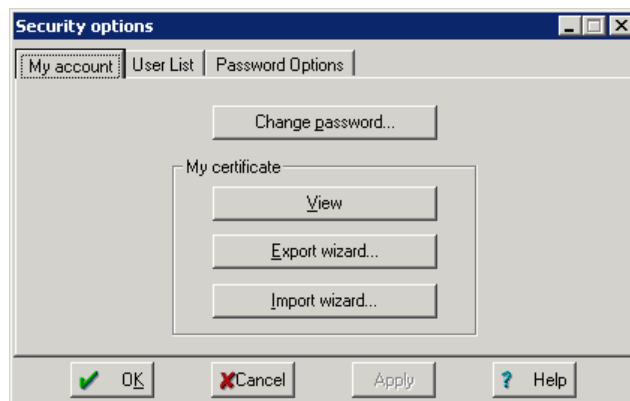 Security options
My account User List Password Options
Change password...
My certificate
View
Export wizard...
Import wizard...
OK Cancel Apply Help